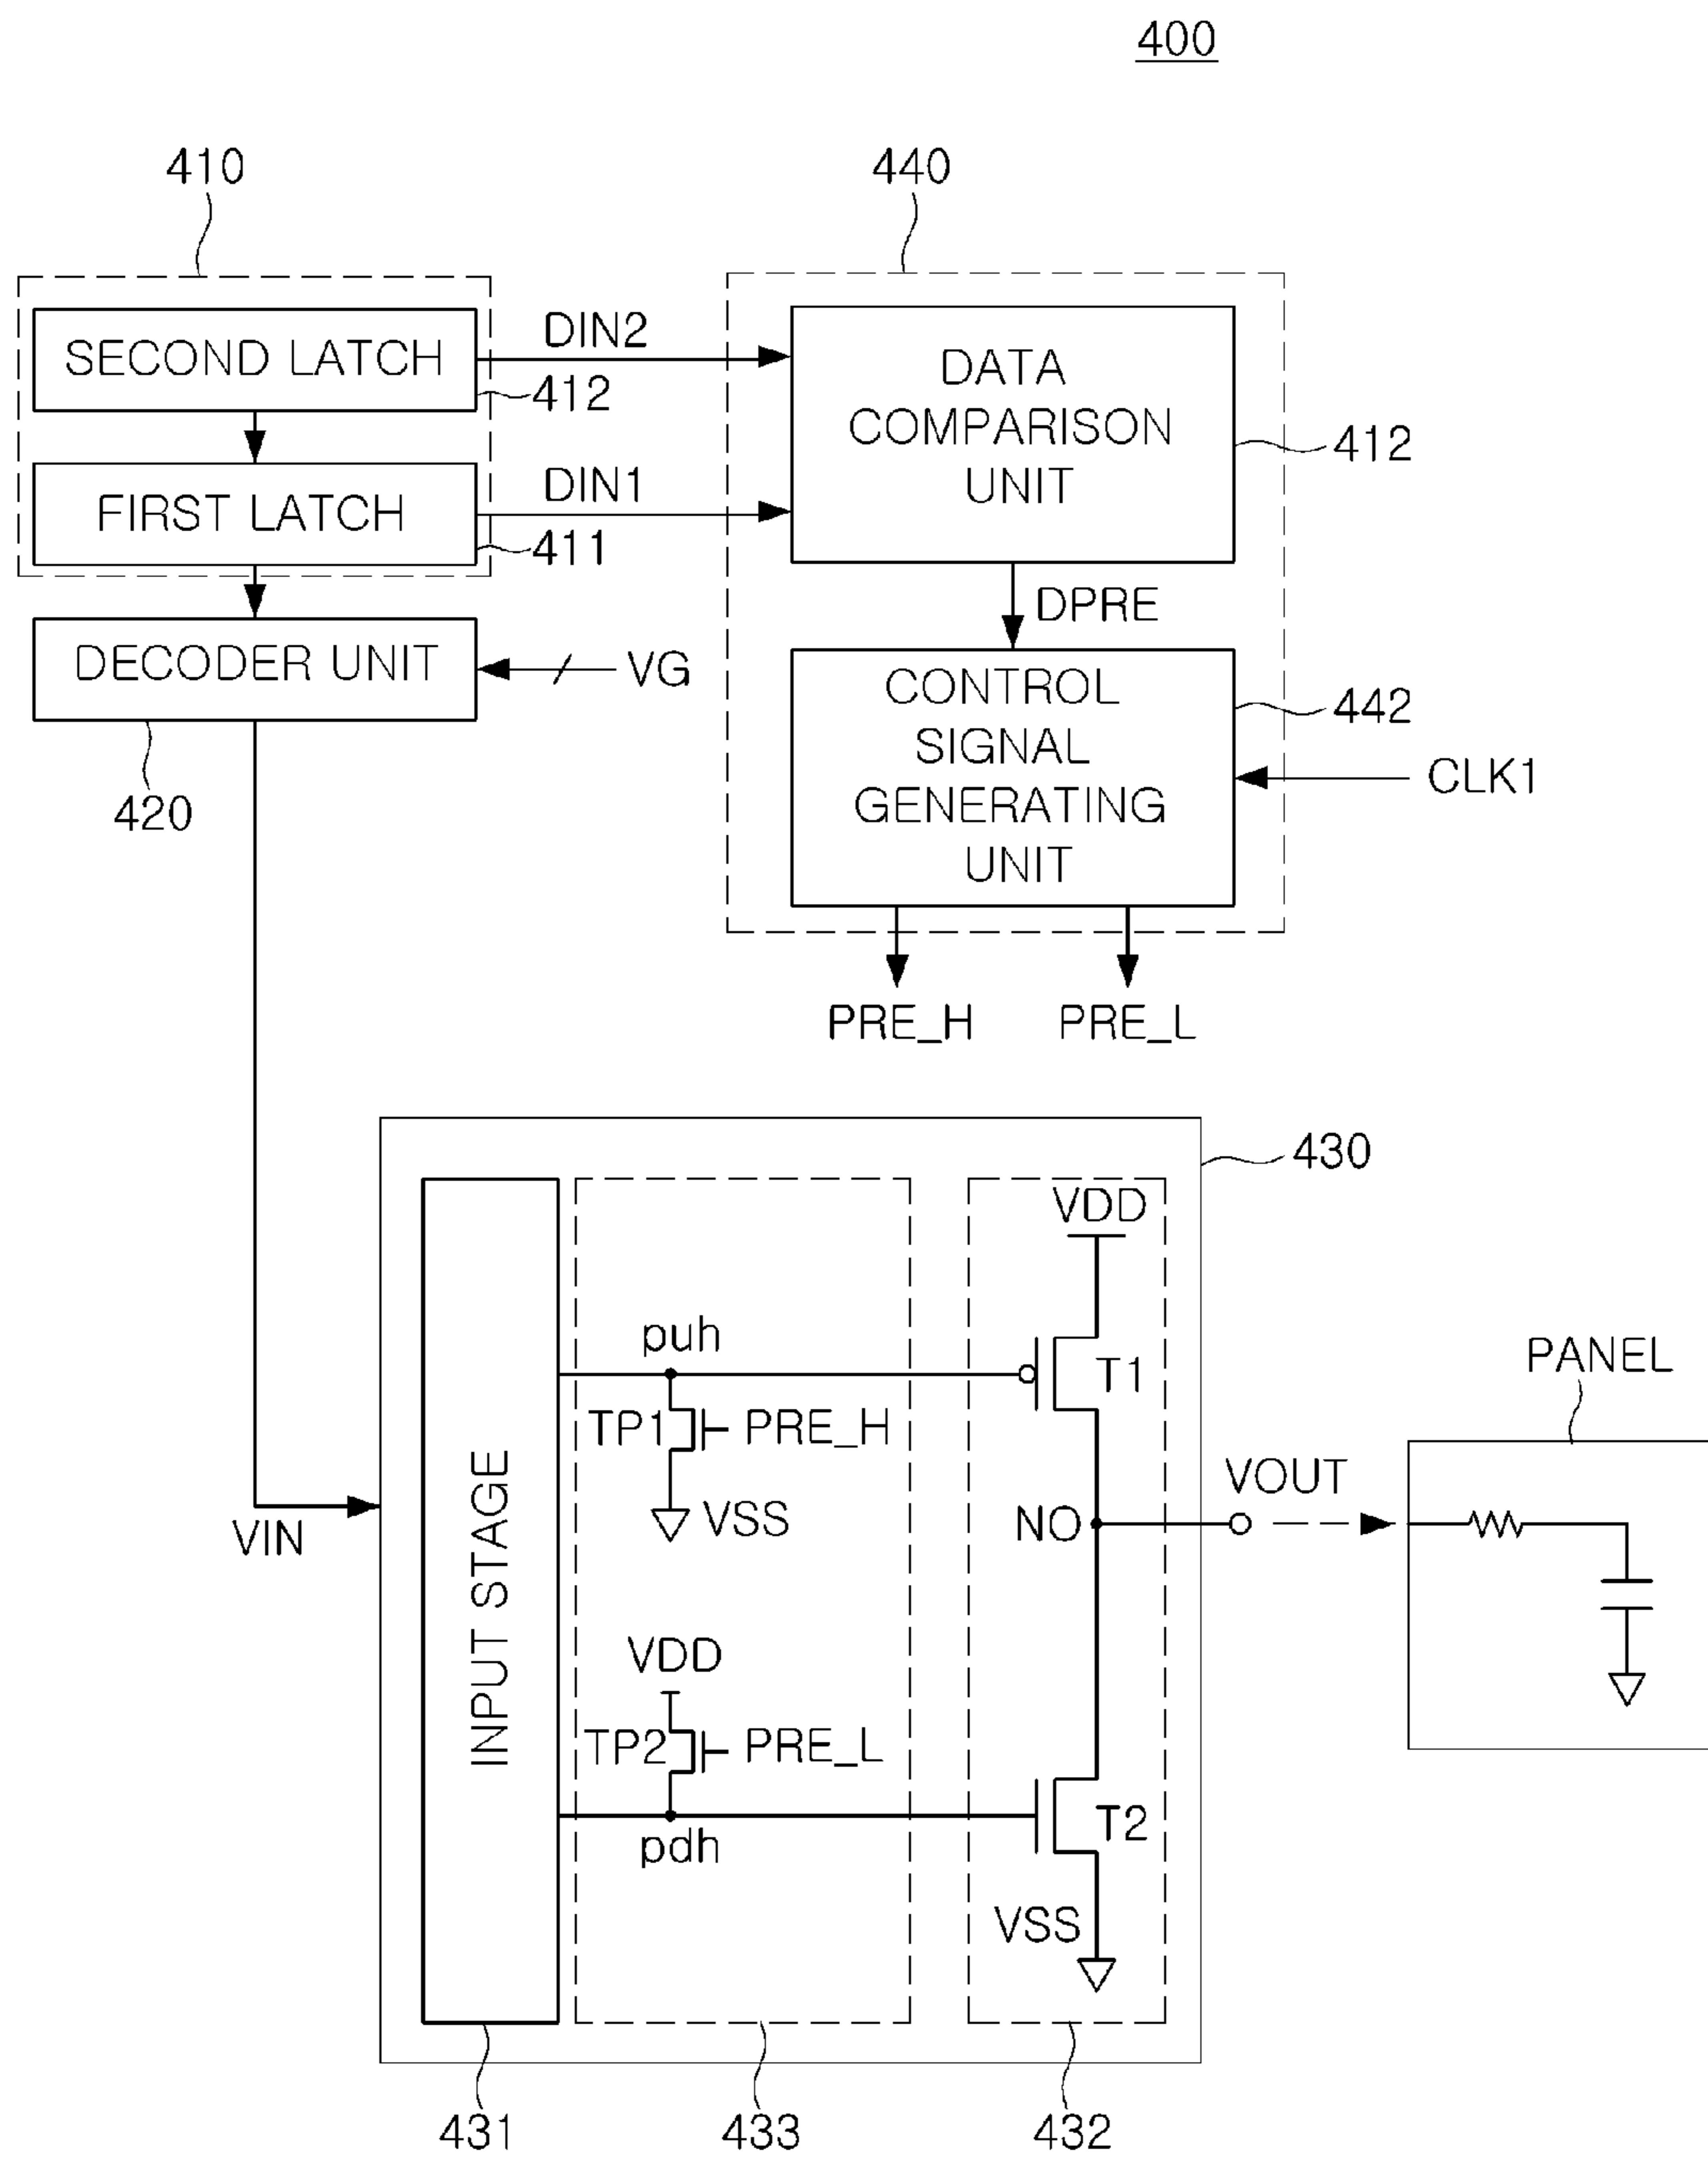 400
410
440
SECOND LATCH
DIN2
412
DATA
COMPARISON
UNIT
412
FIRST LATCH
DIN1
411
DPRE
DECODER UNIT
VG
420
CONTROL
SIGNAL
GENERATING
UNIT
442
CLK1
PRE_H
PRE_L
430
VDD
puh
T1
TP1
PRE_H
VSS
PANEL
VOUT
NO
VIN
INPUT STAGE
VDD
TP2
PRE_L
pdh
T2
VSS
431
433
432